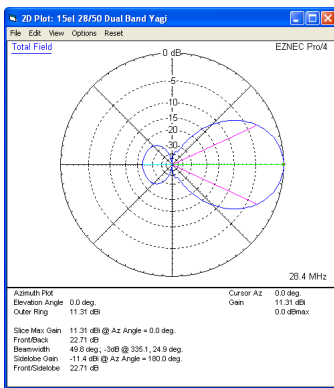 2D Plot: 15el 28/50 Dual Band Yagi
File Edit View Options Reset
Total Field
EZNEC Pro/4
0 dB
-5
-10
-15
-20
-30
28.4 MHz
Azimuth Plot
Elevation Angle 0.0 deg.
Outer Ring 11.31 dBi
Cursor Az 0.0 deg.
Gain 11.31 dBi
0.0 dBmax
Slice Max Gain 11.31 dBi @ Az Angle = 0.0 deg.
Front/Back 22.71 dB
Beamwidth 49.8 deg.; -3dB @ 335.1, 24.9 deg.
Sidelobe Gain -11.4 dBi @ Az Angle = 180.0 deg.
Front/Sidelobe 22.71 dB